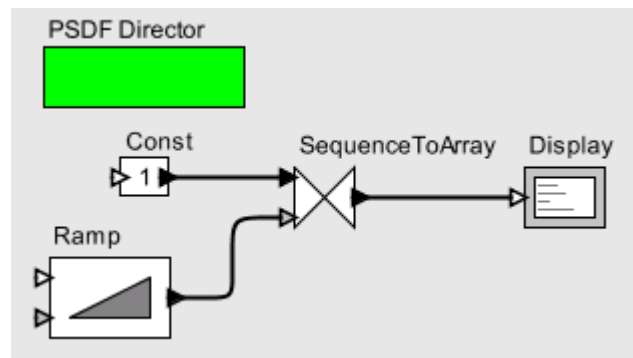 PSDF Director
Const
1
SequenceToArray
Display
Ramp